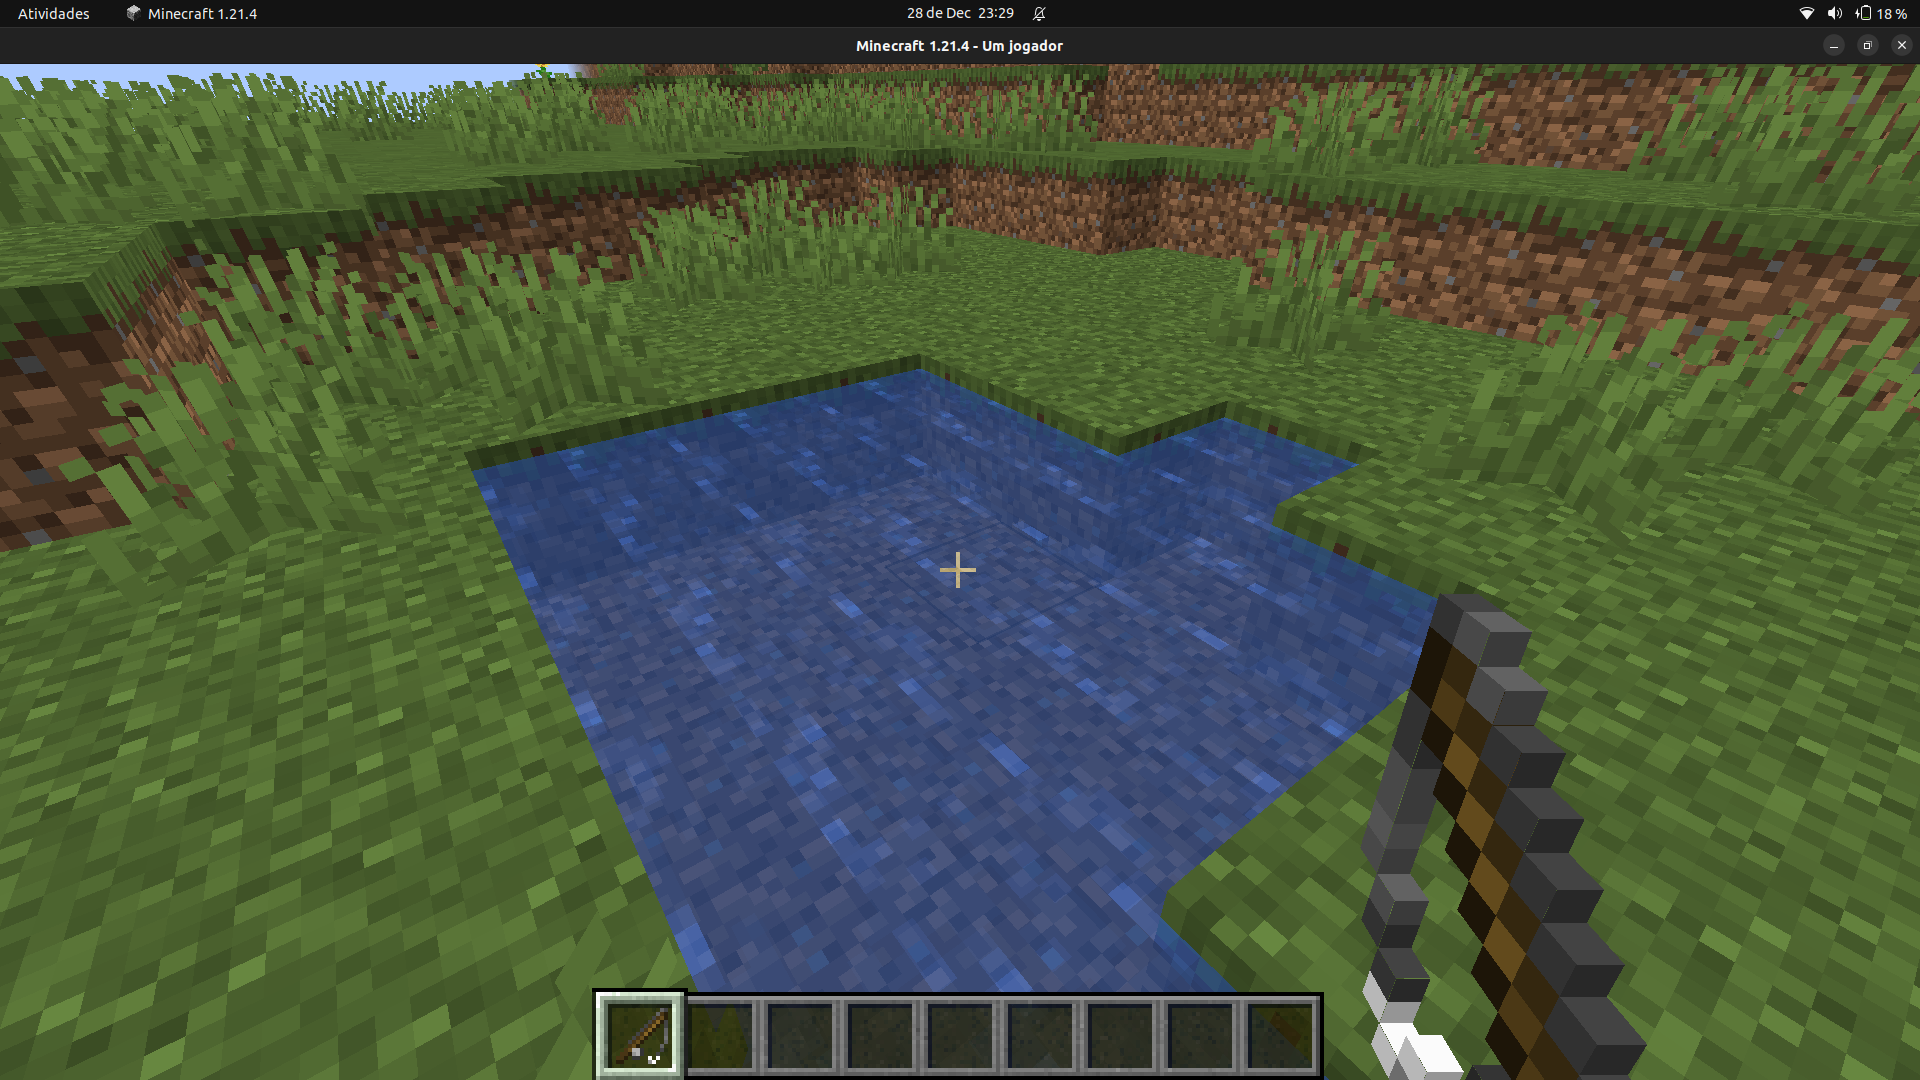 Atividades
Minecraft 1.21.4
28 de Dec 23:29
18 %
Minecraft 1.21.4 - Um jogador